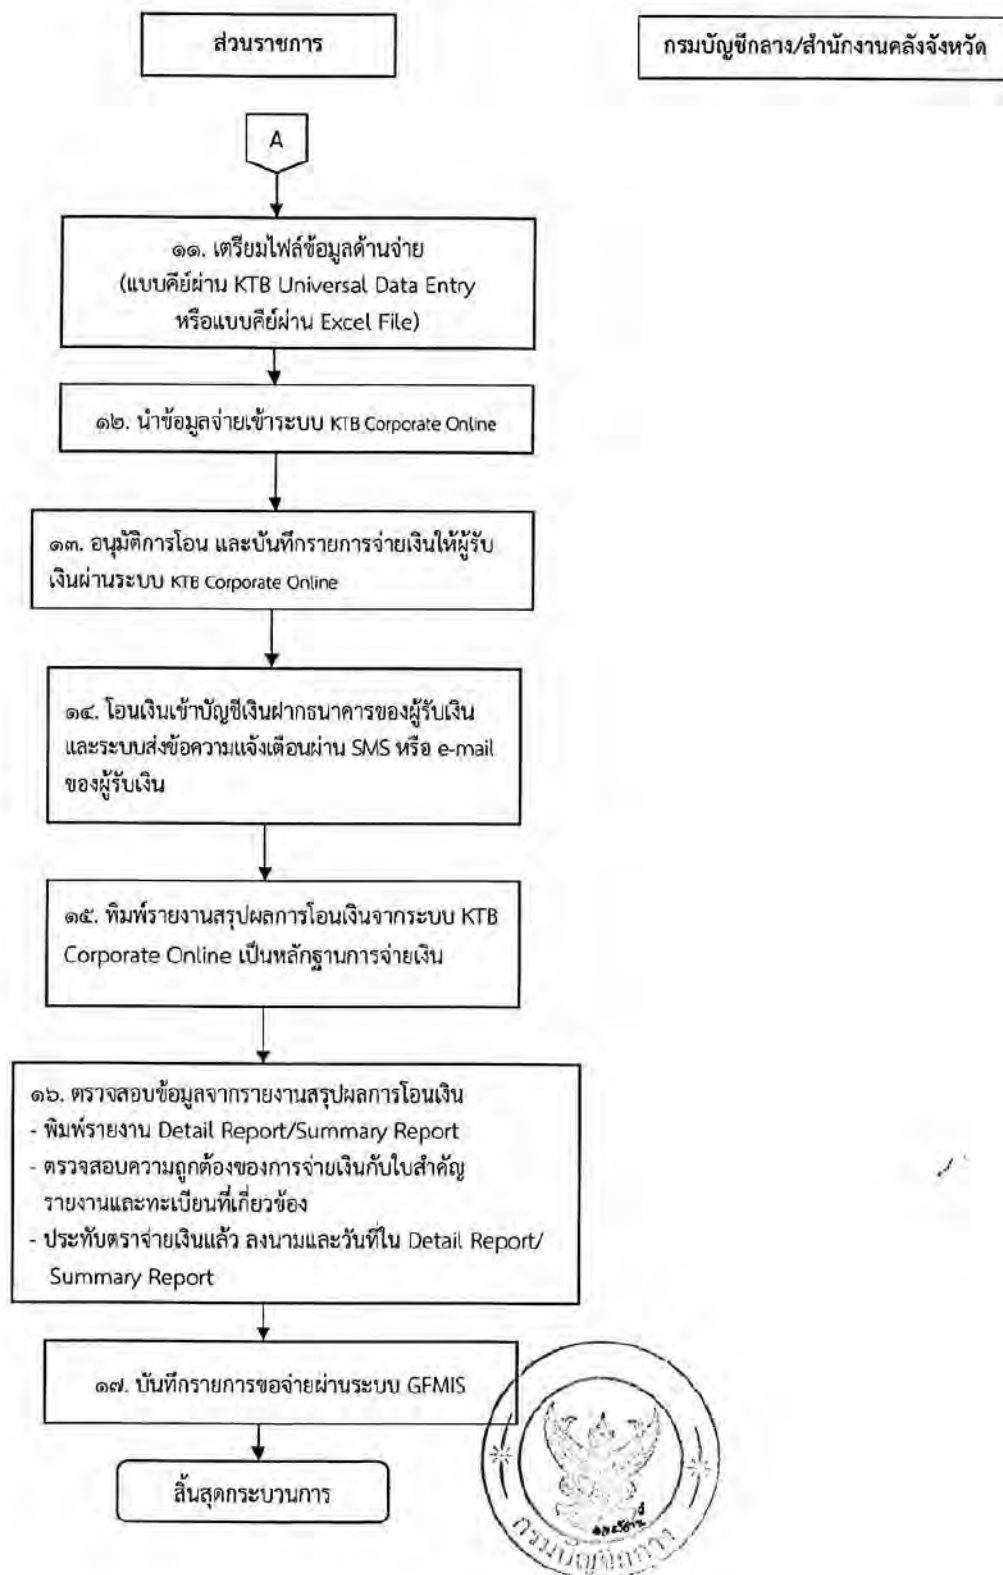 ส่วนราชการ
กรมบัญชีกลาง/สำนักงานคลังจังหวัด
A
๑๑. เตรียมไฟล์ข้อมูลด้านจ่าย
(แบบคีย์ผ่าน KTB Universal Data Entry
หรือแบบคีย์ผ่าน Excel File)
๑๒. นำข้อมูลจ่ายเข้าระบบ KTB Corporate Online
๑๓. อนุมัติการโอน และบันทึกรายการจ่ายเงินให้ผู้รับ
เงินผ่านระบบ KTB Corporate Online
๑๔. โอนเงินเข้าบัญชีเงินฝากธนาคารของผู้รับเงิน
และระบบส่งข้อความแจ้งเตือนผ่าน SMS หรือ e-mail
ของผู้รับเงิน
๑๕. พิมพ์รายงานสรุปผลการโอนเงินจากระบบ KTB
Corporate Online เป็นหลักฐานการจ่ายเงิน
๑๖. ตรวจสอบข้อมูลจากรายงานสรุปผลการโอนเงิน
- พิมพ์รายงาน Detail Report/Summary Report
- ตรวจสอบความถูกต้องของการจ่ายเงินกับใบสำคัญ
รายงานและทะเบียนที่เกี่ยวข้อง
- ประทับตราจ่ายเงินแล้ว ลงนามและวันที่ใน Detail Report/
Summary Report
๑๗. บันทึกรายการขอจ่ายผ่านระบบ GFMIS
สิ้นสุดกระบวนการ
กรมบัญชีกลาง